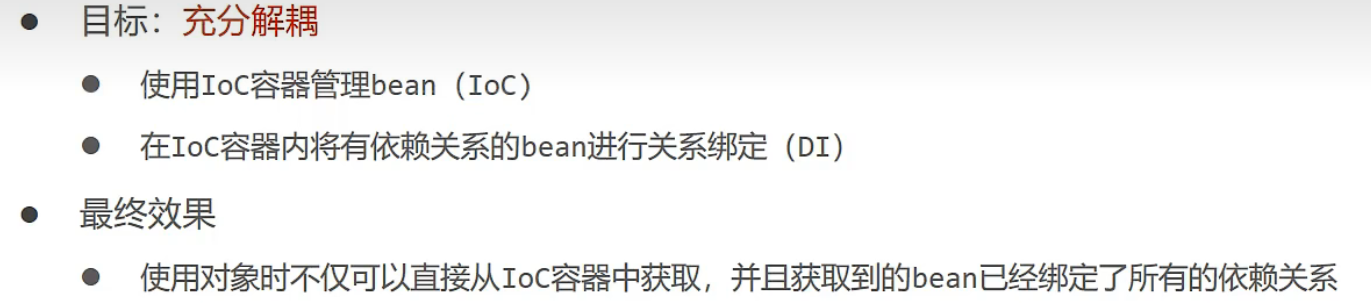 目标：充分解耦
使用IoC容器管理bean（IoC）
在IoC容器内将有依赖关系的bean进行关系绑定（DI）
最终效果
使用对象时不仅可以直接从IoC容器中获取，并且获取到的bean已经绑定了所有的依赖关系